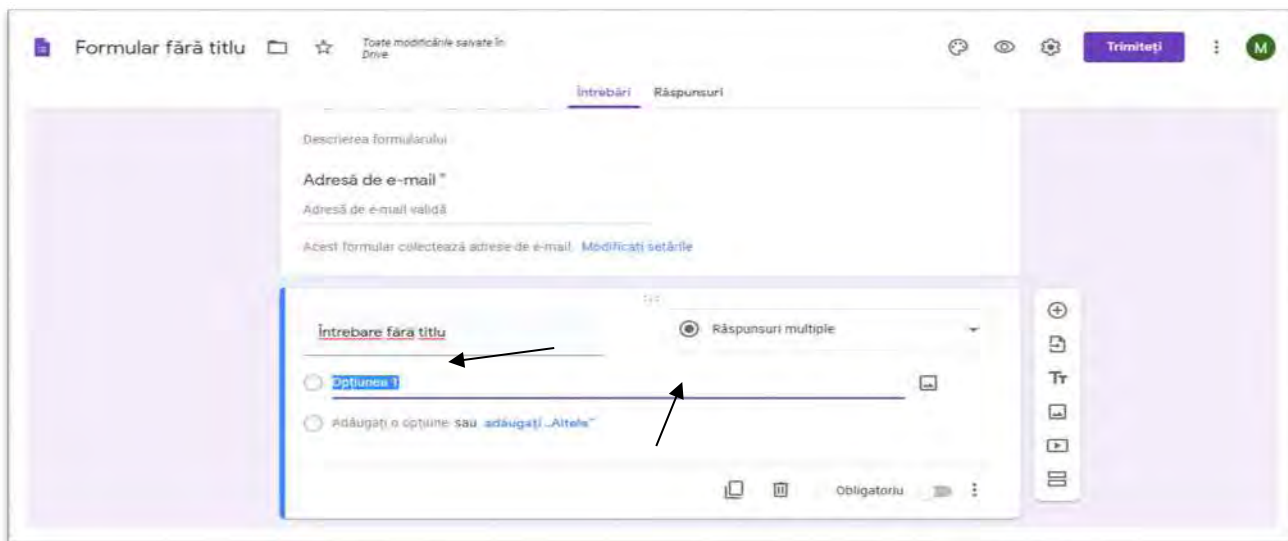 Formular fără titlu
Toate modificările salvate în
Drive
Trimiteți
M
Întrebări Răspunsuri
Descrierea formularului
Adresă de e-mail *
Adresă de e-mail validă
Acest formular colectează adrese de e-mail. Modificați setările
Întrebare fără titlu
Răspunsuri multiple
Opțiunea 1
Adăugați o opțiune sau adăugați „Altele”
Tт
Obligatoriu